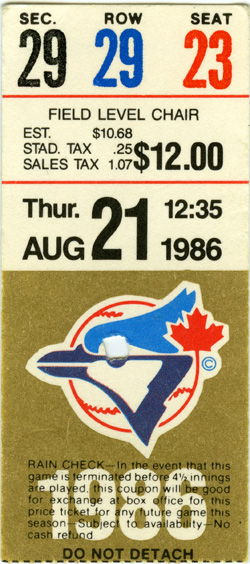 SEC. ROW SEAT
29 29 23
FIELD LEVEL CHAIR
EST. $10.68
STAD. TAX .25
SALES TAX 1.07 $12.00
Thur. 21 12:35
AUG 1986
©
RAIN CHECK—In the event that this
game is terminated before 4½ innings
are played, this coupon will be good
for exchange at box office for this
price ticket for any future game this
season—Subject to availability—No
cash refund.
DO NOT DETACH